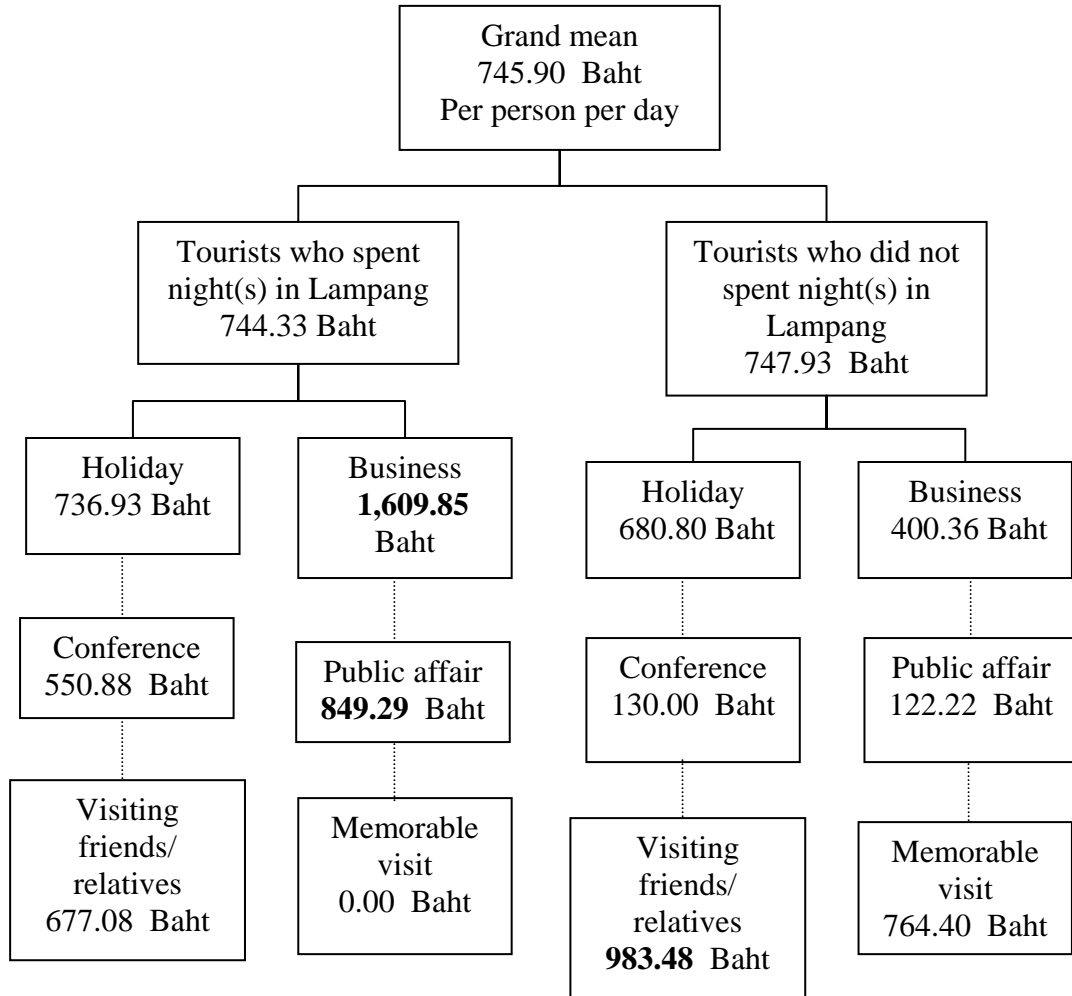 Grand mean
745.90 Baht
Per person per day
Tourists who spent
night(s) in Lampang
744.33 Baht
Tourists who did not
spent night(s) in
Lampang
747.93 Baht
Holiday
736.93 Baht
Business
1,609.85
Baht
Holiday
680.80 Baht
Business
400.36 Baht
Conference
550.88 Baht
Public affair
849.29 Baht
Conference
130.00 Baht
Public affair
122.22 Baht
Visiting
friends/
relatives
677.08 Baht
Memorable
visit
0.00 Baht
Visiting
friends/
relatives
983.48 Baht
Memorable
visit
764.40 Baht